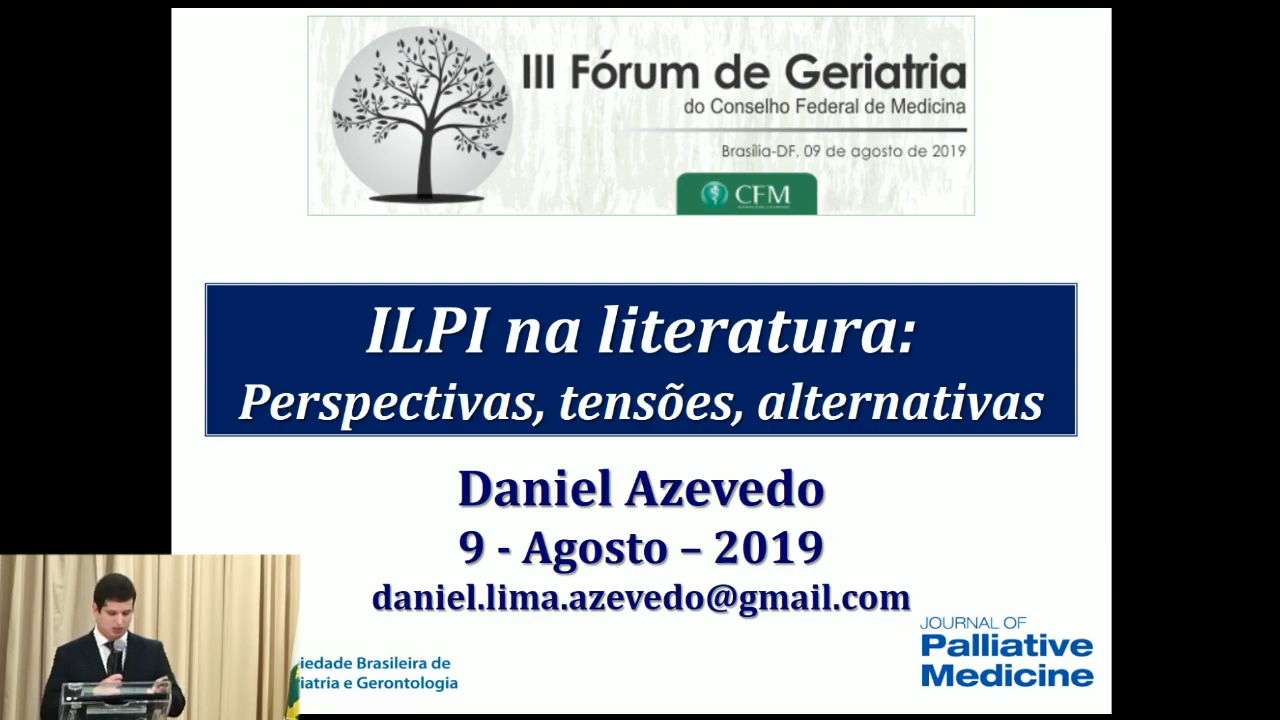 III Fórum de Geriatria
do Conselho Federal de Medicina
Brasília-DF, 09 de agosto de 2019
CFM
ILPI na literatura:
Perspectivas, tensões, alternativas
Daniel Azevedo
9 - Agosto – 2019
daniel.lima.azevedo@gmail.com
iedade Brasileira de
iatria e Gerontologia
JOURNAL OF
Palliative
Medicine